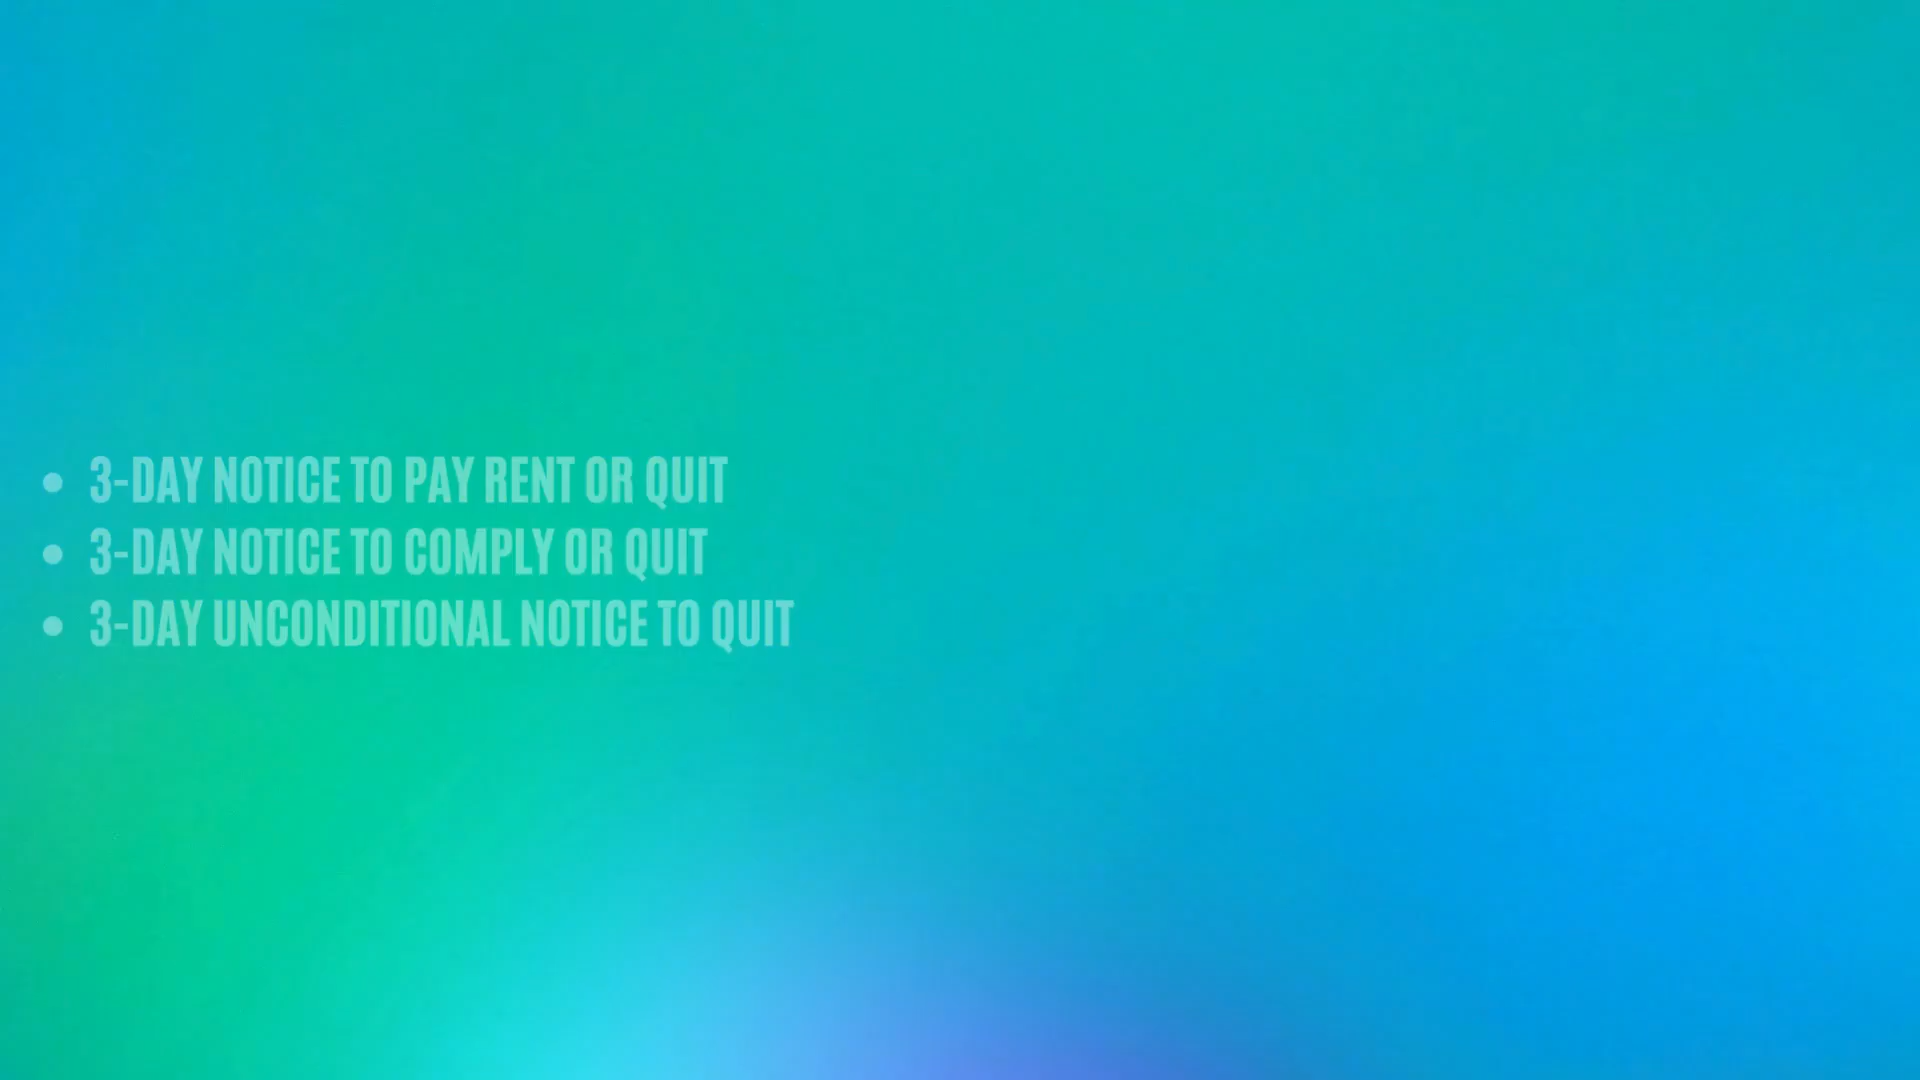 • 3-DAY NOTICE TO PAY RENT OR QUIT
• 3-DAY NOTICE TO COMPLY OR QUIT
• 3-DAY UNCONDITIONAL NOTICE TO QUIT